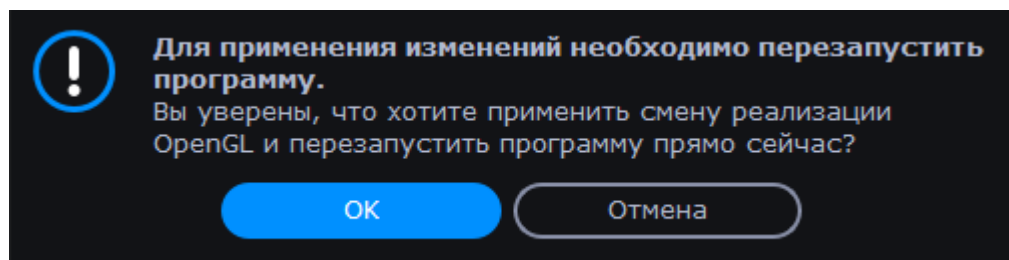 Для применения изменений необходимо перезапустить
программу.
Вы уверены, что хотите применить смену реализации
OpenGL и перезапустить программу прямо сейчас?
OK
Отмена